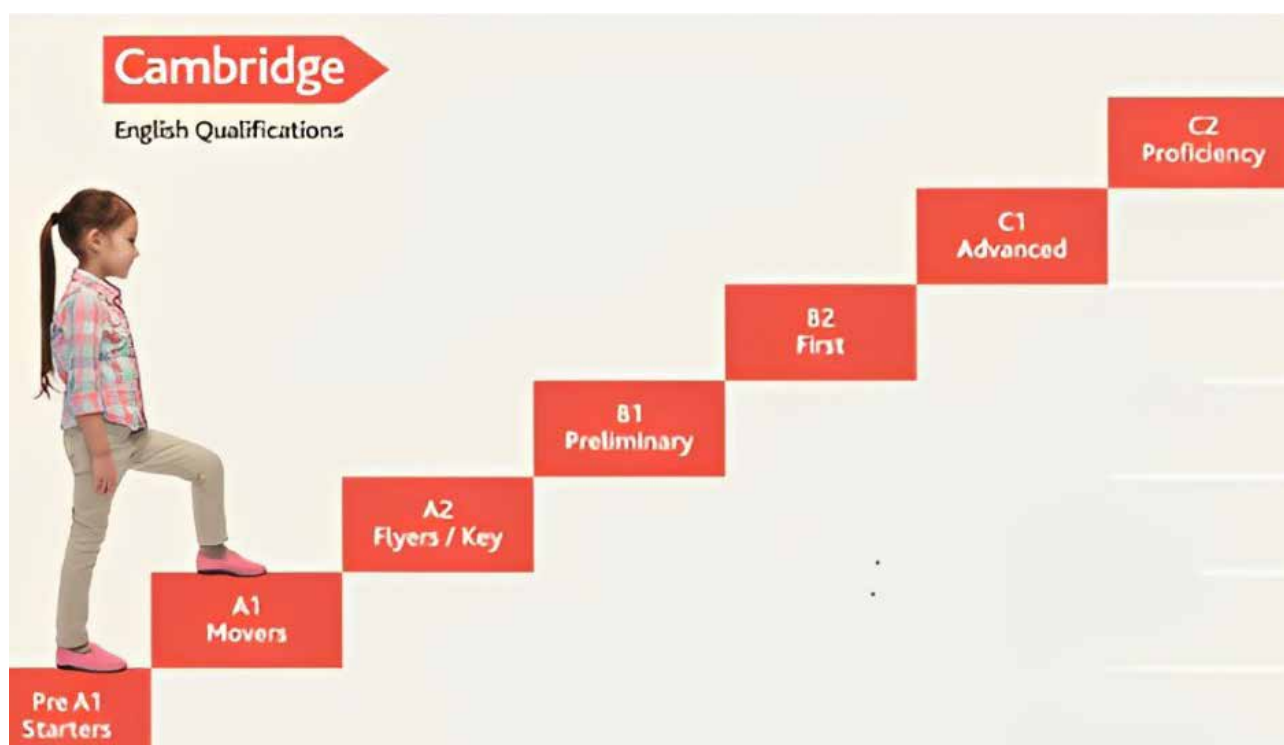 Cambridge
English Qualifications
C2
Proficiency
C1
Advanced
B2
First
B1
Preliminary
A2
Flyers / Key
A1
Movers
Pre A1
Starters